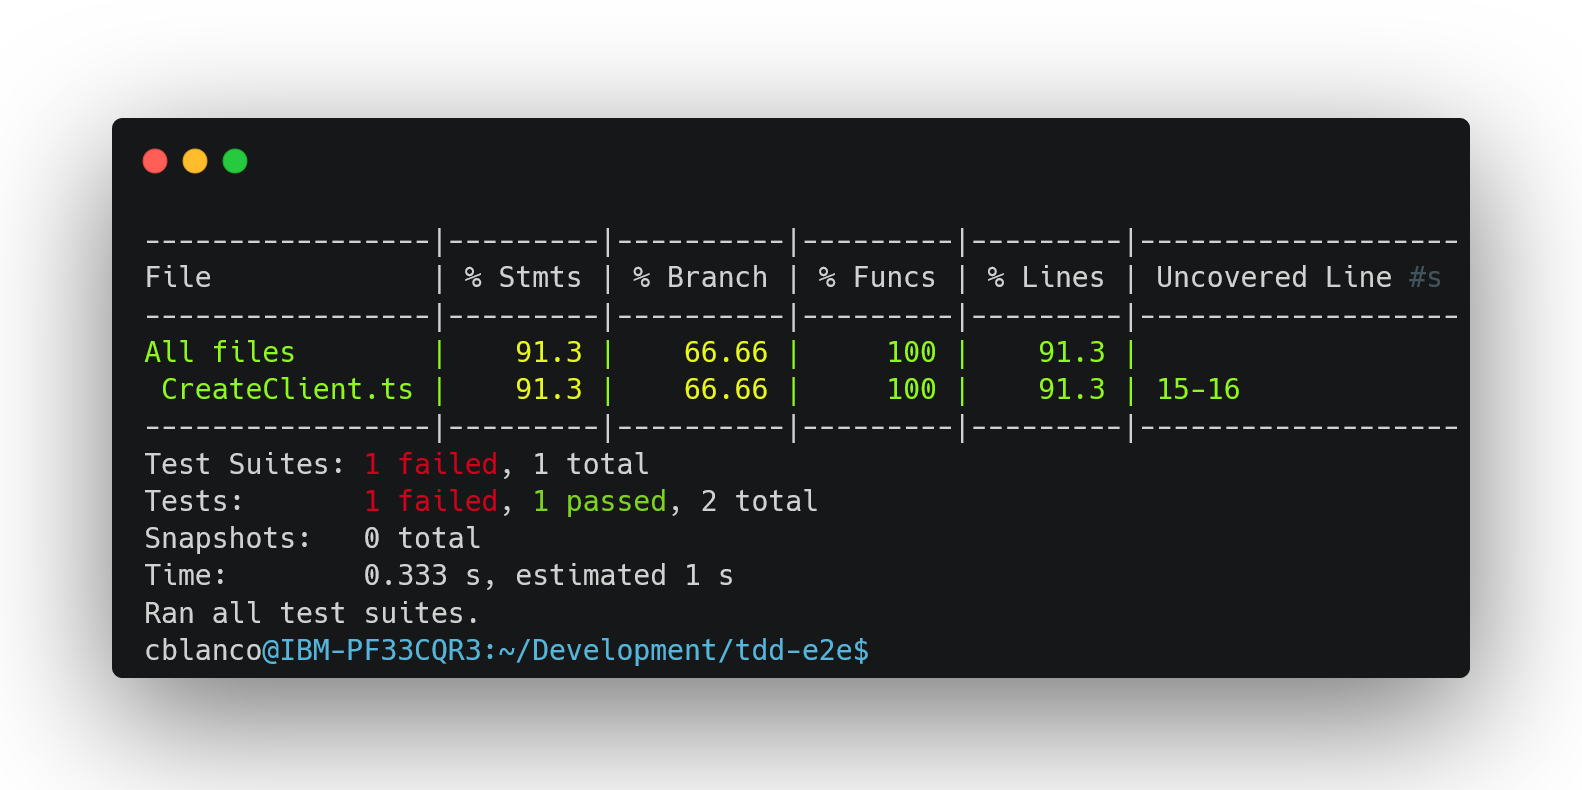 -----------------|---------|----------|---------|---------|-------------------
File             | % Stmts | % Branch | % Funcs | % Lines | Uncovered Line #s
-----------------|---------|----------|---------|---------|-------------------
All files        |    91.3 |    66.66 |     100 |    91.3 |
 CreateClient.ts |    91.3 |    66.66 |     100 |    91.3 | 15-16
-----------------|---------|----------|---------|---------|-------------------
Test Suites: 1 failed, 1 total
Tests:       1 failed, 1 passed, 2 total
Snapshots:   0 total
Time:        0.333 s, estimated 1 s
Ran all test suites.
cblanco@IBM-PF33CQR3:~/Development/tdd-e2e$